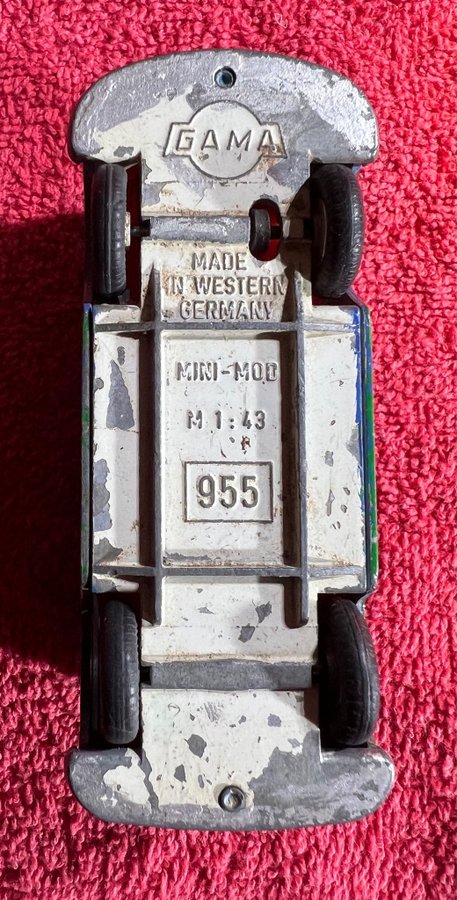 GAMA
MADE
IN WESTERN
GERMANY
MINI-MOD
M 1:43
955